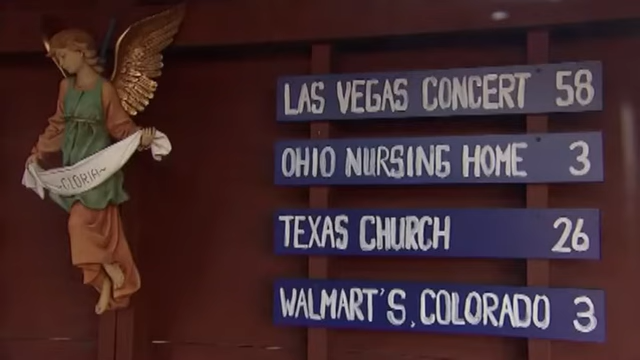 ~GLORIA~
LAS VEGAS CONCERT 58
OHIO NURSING HOME 3
TEXAS CHURCH 26
WALMART'S, COLORADO 3